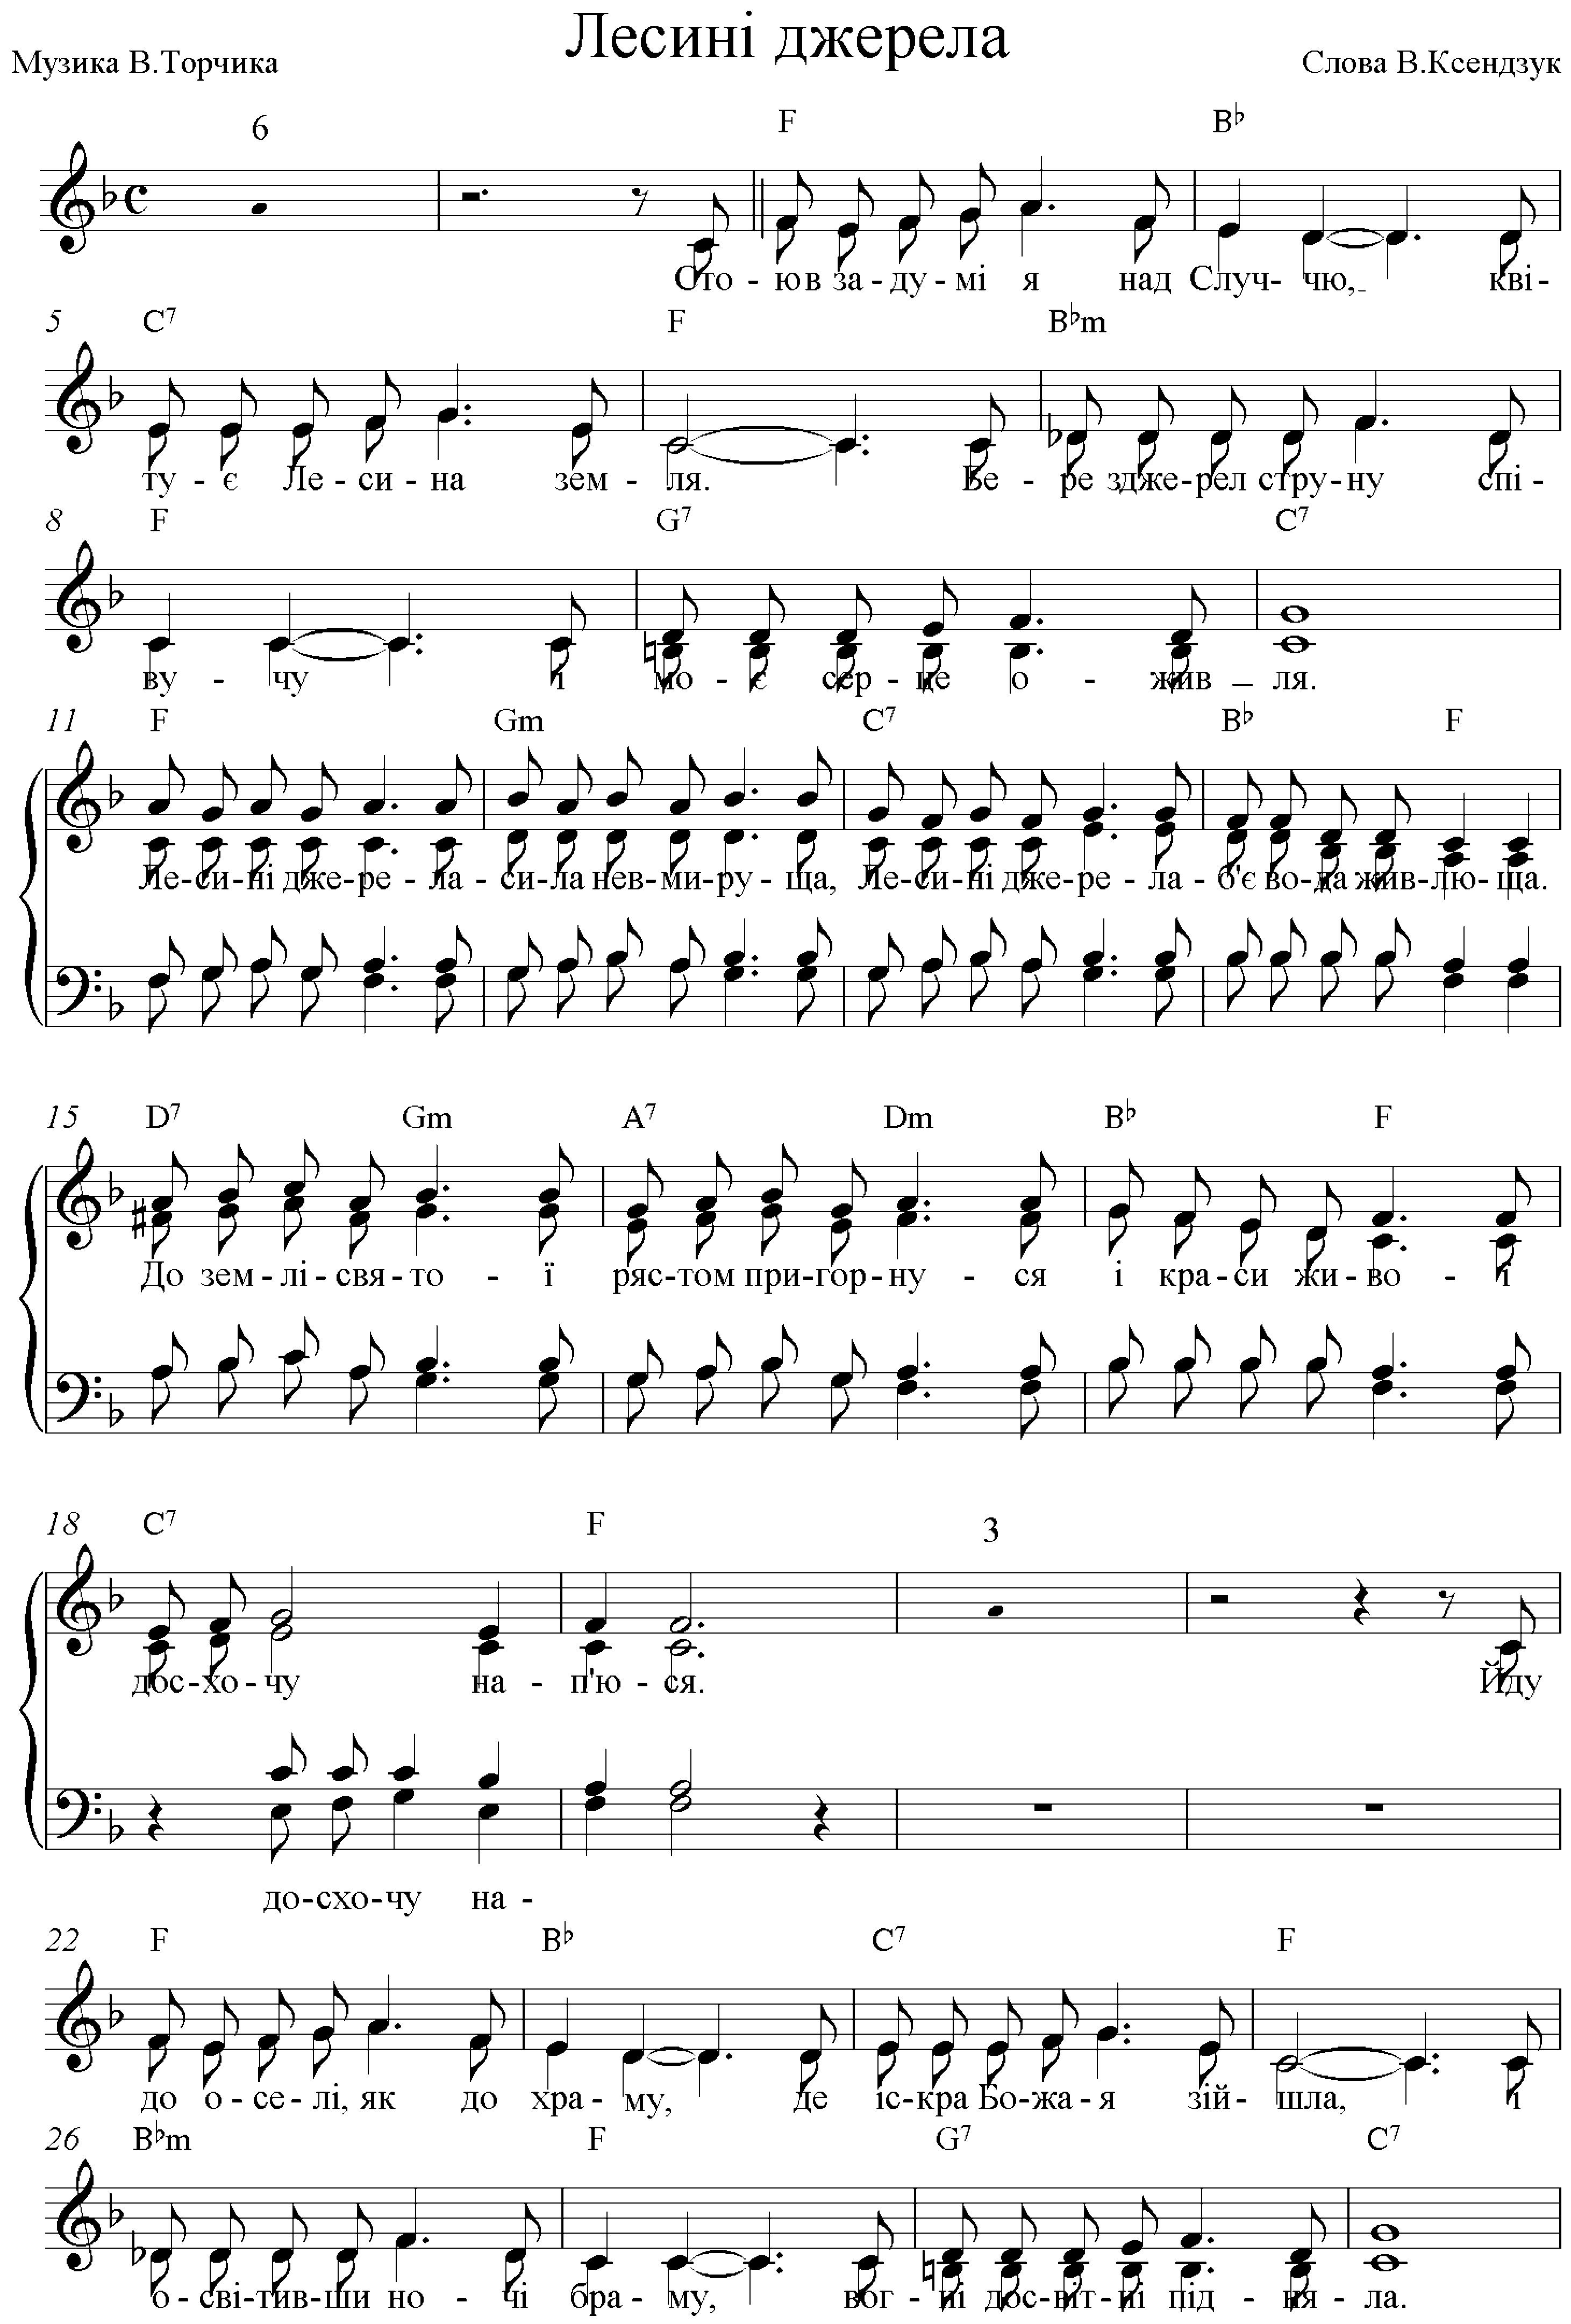 Лесині джерела
Музика В.Торчика
Слова В.Ксендзук
6 F B♭
Сто - юв за - ду - мі я над Случ- чю, кві-
5 C7 F B♭m
ту - є Ле - си - на зем - ля. Бе - ре здже-рел стру-ну спі-
8 F G7 C7
ву - чу і мо - є сер - це о - жив – ля.
11 F Gm C7 B♭ F
Ле-си-ні дже-ре - ла - си-ла нев-ми-ру - ща, Ле-си-ні дже-ре - ла - б'є во-да жив-лю- ща.
15 D7 Gm A7 Dm B♭ F
До зем - лі - свя - то - ї ряс-том при-гор-ну - ся і кра - си жи - во - ї
18 C7 F 3
дос-хо - чу на - п'ю - ся. Йду
до-схо-чу на -
22 F B♭ C7 F
до о - се - лі, як до хра - му, де іс-кра Бо-жа - я зій - шла, і
26 B♭m F G7 C7
о - сві-тив-ши но - чі бра - му, вог - ні дос-віт-ні під - ня - ла.